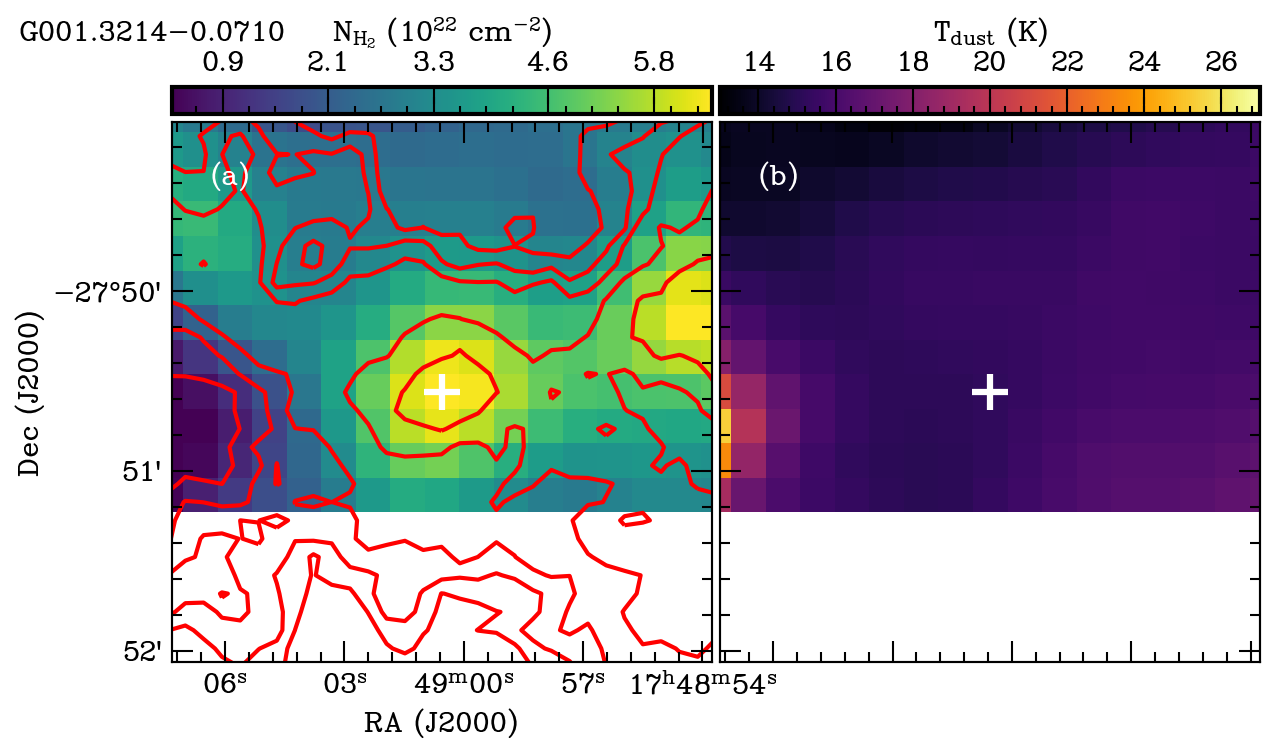 G001.3214−0.0710 N_H₂ (10²² cm⁻²) T_dust (K)
0.9 2.1 3.3 4.6 5.8 14 16 18 20 22 24 26
(a) (b)
−27°50'
51'
52'
Dec (J2000)
06ˢ 03ˢ 49ᵐ00ˢ 57ˢ 17ʰ48ᵐ54ˢ
RA (J2000)